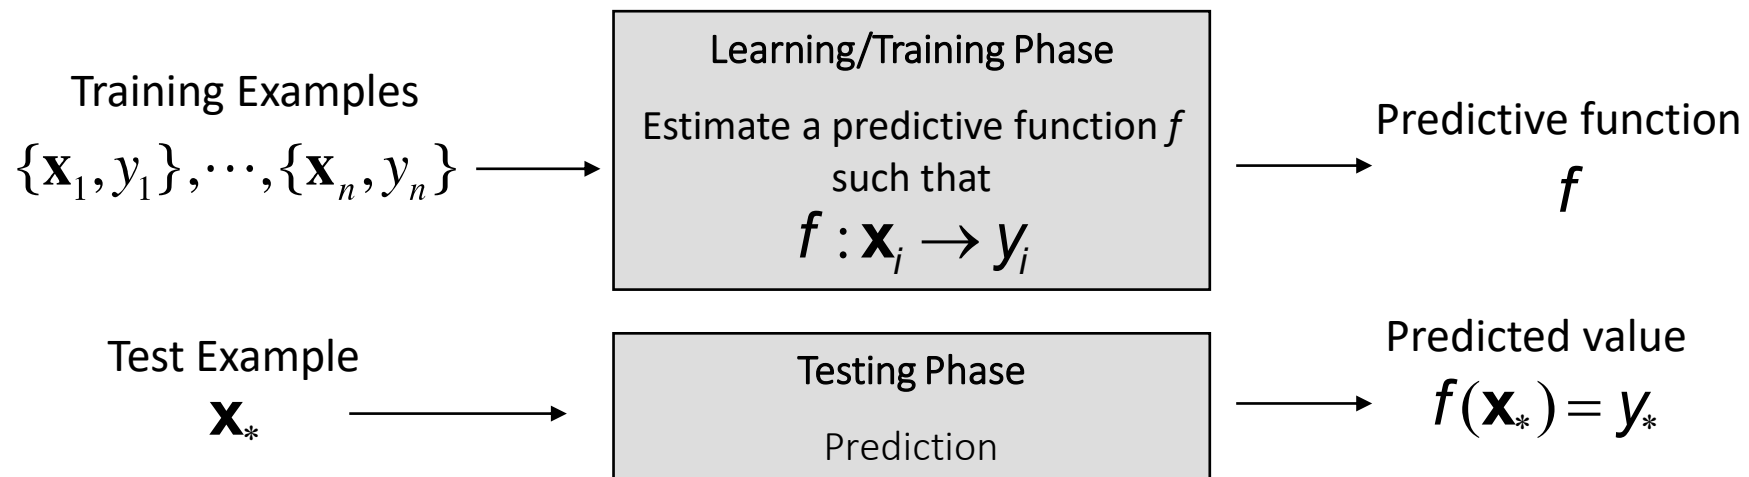 Training Examples
{x₁, y₁},⋯,{xₙ, yₙ}
Learning/Training Phase
Estimate a predictive function f
such that
f : xᵢ → yᵢ
Predictive function
f
Test Example
x*
Testing Phase
Prediction
Predicted value
f(x*) = y*